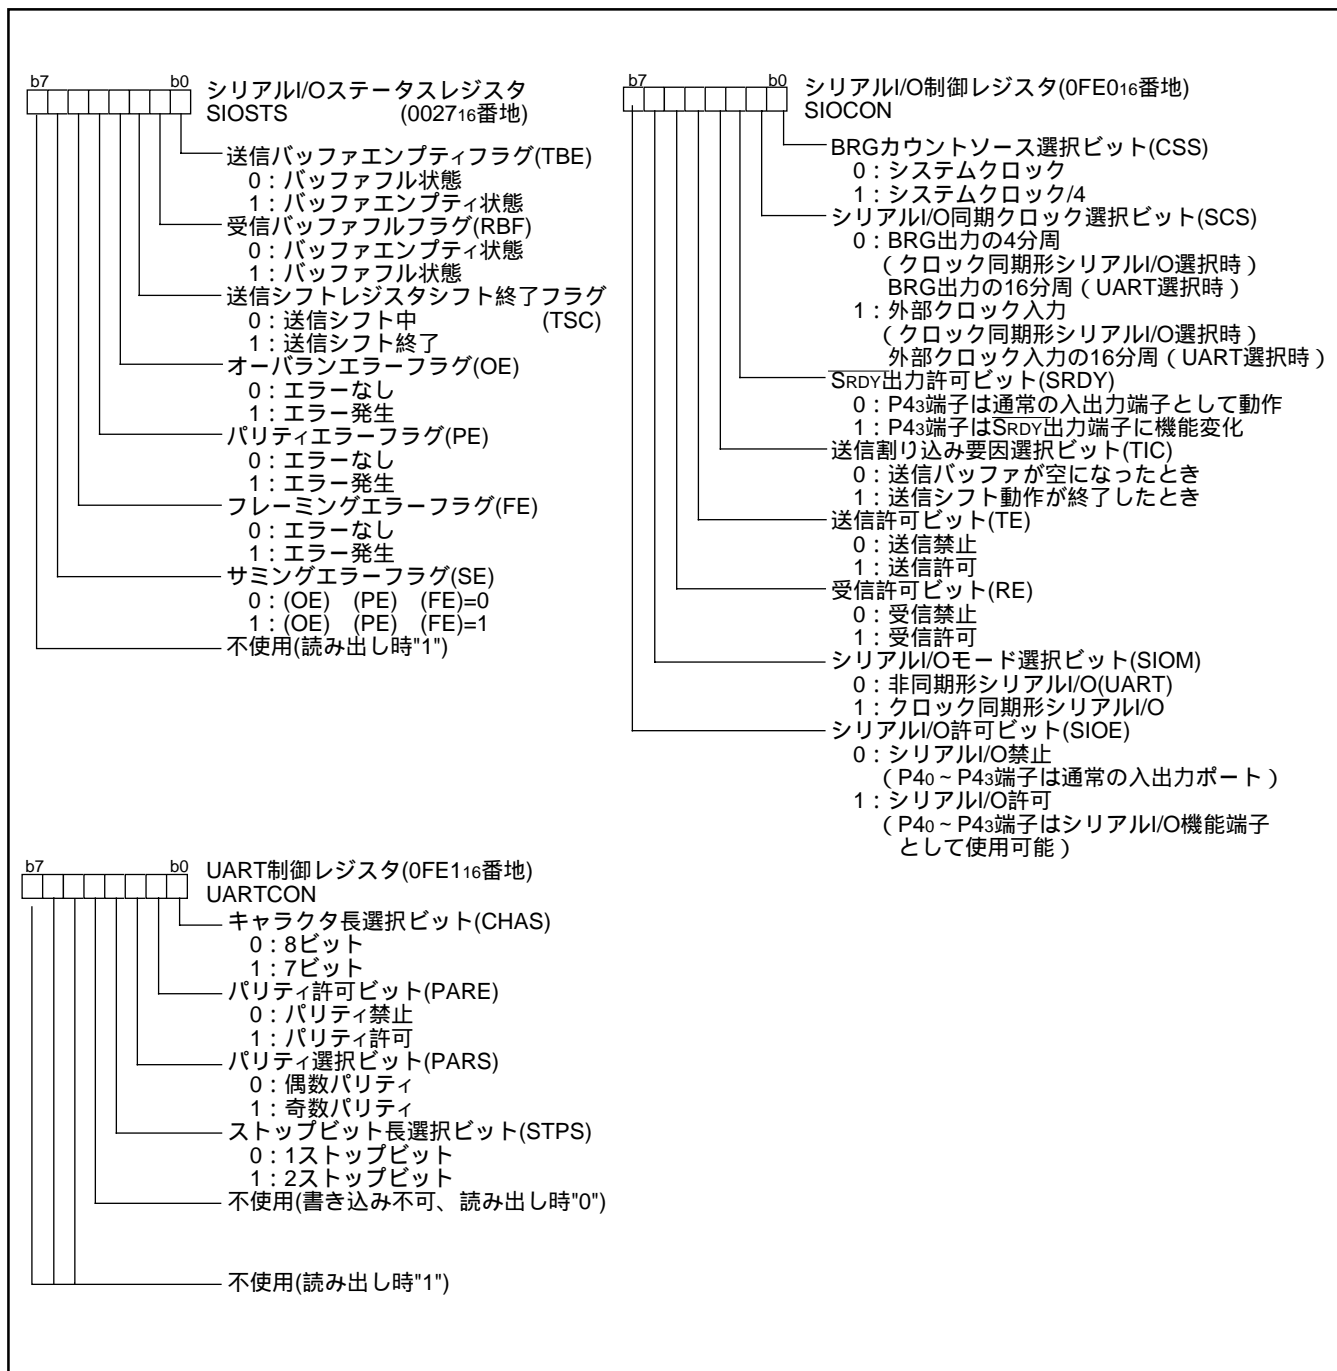 b7 b0
シリアルI/Oステータスレジスタ
SIOSTS (002716番地)
送信バッファエンプティフラグ(TBE)
0：バッファフル状態
1：バッファエンプティ状態
受信バッファフルフラグ(RBF)
0：バッファエンプティ状態
1：バッファフル状態
送信シフトレジスタシフト終了フラグ
0：送信シフト中 (TSC)
1：送信シフト終了
オーバランエラーフラグ(OE)
0：エラーなし
1：エラー発生
パリティエラーフラグ(PE)
0：エラーなし
1：エラー発生
フレーミングエラーフラグ(FE)
0：エラーなし
1：エラー発生
サミングエラーフラグ(SE)
0：(OE) (PE) (FE)=0
1：(OE) (PE) (FE)=1
不使用(読み出し時"1")
b7 b0
シリアルI/O制御レジスタ(0FE016番地)
SIOCON
BRGカウントソース選択ビット(CSS)
0：システムクロック
1：システムクロック/4
シリアルI/O同期クロック選択ビット(SCS)
0：BRG出力の4分周
（クロック同期形シリアルI/O選択時）
BRG出力の16分周（UART選択時）
1：外部クロック入力
（クロック同期形シリアルI/O選択時）
外部クロック入力の16分周（UART選択時）
SRDY出力許可ビット(SRDY)
0：P43端子は通常の入出力端子として動作
1：P43端子はSRDY出力端子に機能変化
送信割り込み要因選択ビット(TIC)
0：送信バッファが空になったとき
1：送信シフト動作が終了したとき
送信許可ビット(TE)
0：送信禁止
1：送信許可
受信許可ビット(RE)
0：受信禁止
1：受信許可
シリアルI/Oモード選択ビット(SIOM)
0：非同期形シリアルI/O(UART)
1：クロック同期形シリアルI/O
シリアルI/O許可ビット(SIOE)
0：シリアルI/O禁止
（P40～P43端子は通常の入出力ポート）
1：シリアルI/O許可
（P40～P43端子はシリアルI/O機能端子
として使用可能）
b7 b0
UART制御レジスタ(0FE116番地)
UARTCON
キャラクタ長選択ビット(CHAS)
0：8ビット
1：7ビット
パリティ許可ビット(PARE)
0：パリティ禁止
1：パリティ許可
パリティ選択ビット(PARS)
0：偶数パリティ
1：奇数パリティ
ストップビット長選択ビット(STPS)
0：1ストップビット
1：2ストップビット
不使用(書き込み不可、読み出し時"0")
不使用(読み出し時"1")